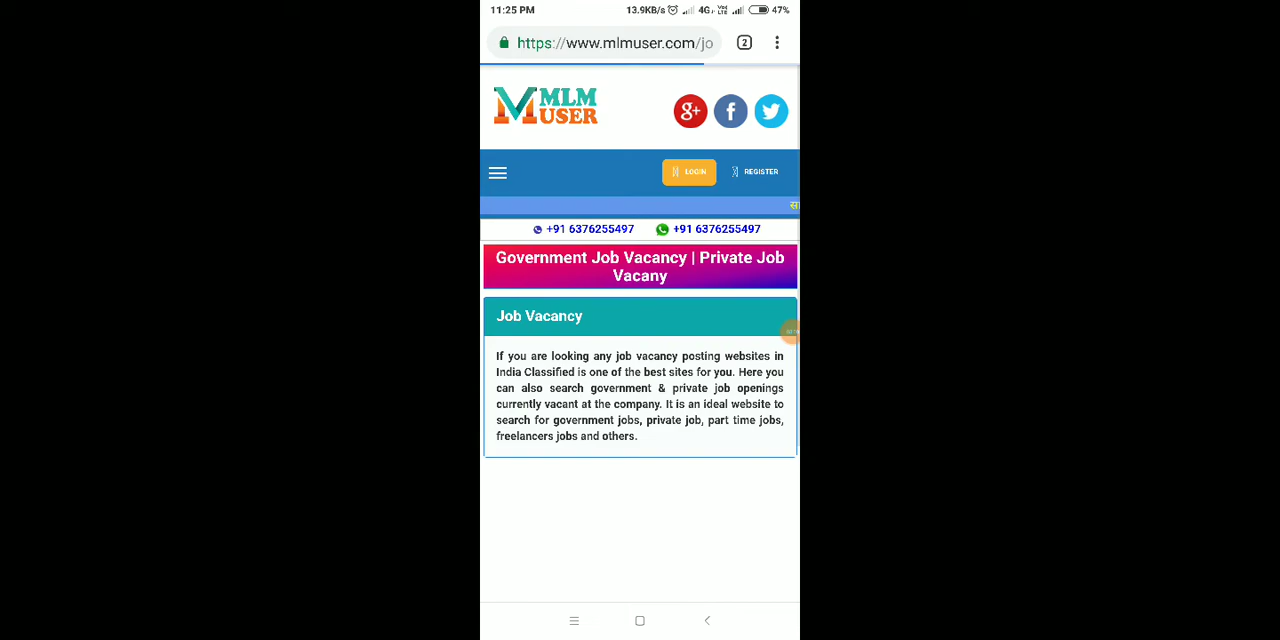 11:25 PM 13.9KB/s 4G 47%
https://www.mlmuser.com/jo 2
MLM
USER
g+ f
LOGIN REGISTER
+91 6376255497 +91 6376255497
Government Job Vacancy | Private Job
Vacany
Job Vacancy
If you are looking any job vacancy posting websites in
India Classified is one of the best sites for you. Here you
can also search government & private job openings
currently vacant at the company. It is an ideal website to
search for government jobs, private job, part time jobs,
freelancers jobs and others.